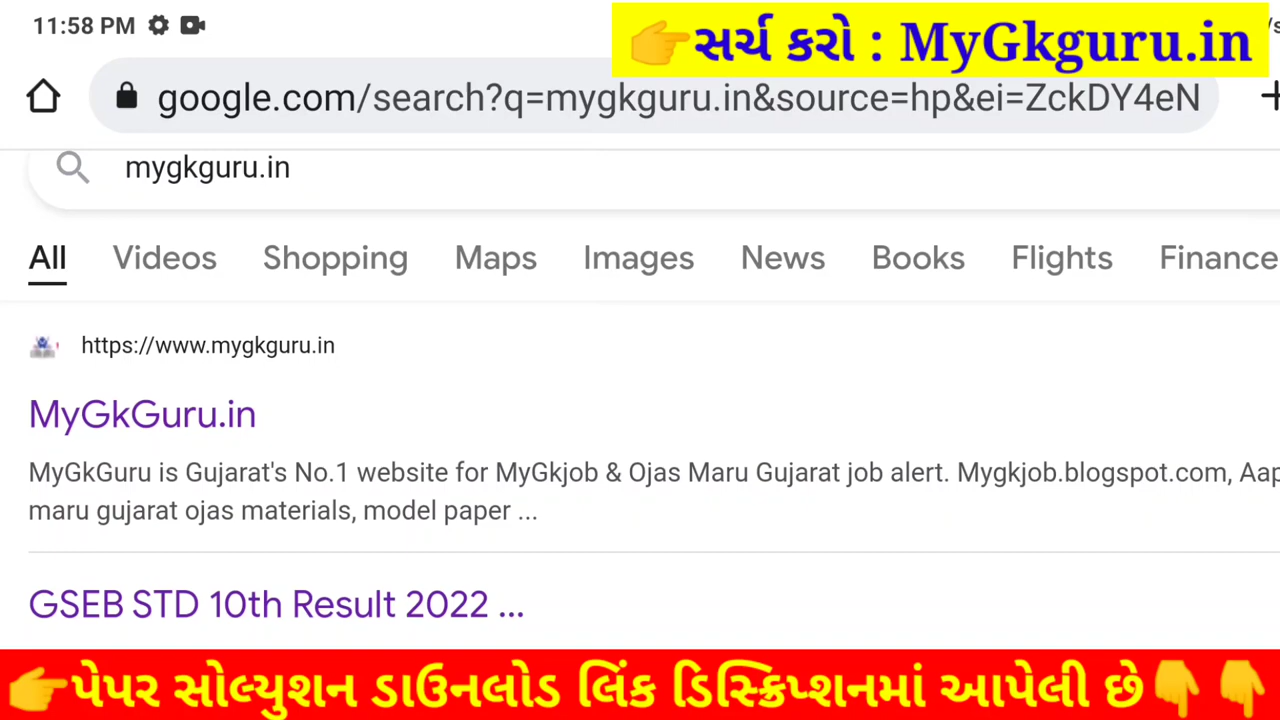 11:58 PM
👉સર્ચ કરો : MyGkguru.in
google.com/search?q=mygkguru.in&source=hp&ei=ZckDY4eN
mygkguru.in
All Videos Shopping Maps Images News Books Flights Finance
https://www.mygkguru.in
MyGkGuru.in
MyGkGuru is Gujarat's No.1 website for MyGkjob & Ojas Maru Gujarat job alert. Mygkjob.blogspot.com, Aap
maru gujarat ojas materials, model paper ...
GSEB STD 10th Result 2022 ...
👉પેપર સોલ્યુશન ડાઉનલોડ લિંક ડિસ્ક્રિપ્શનમાં આપેલી છે👇👇